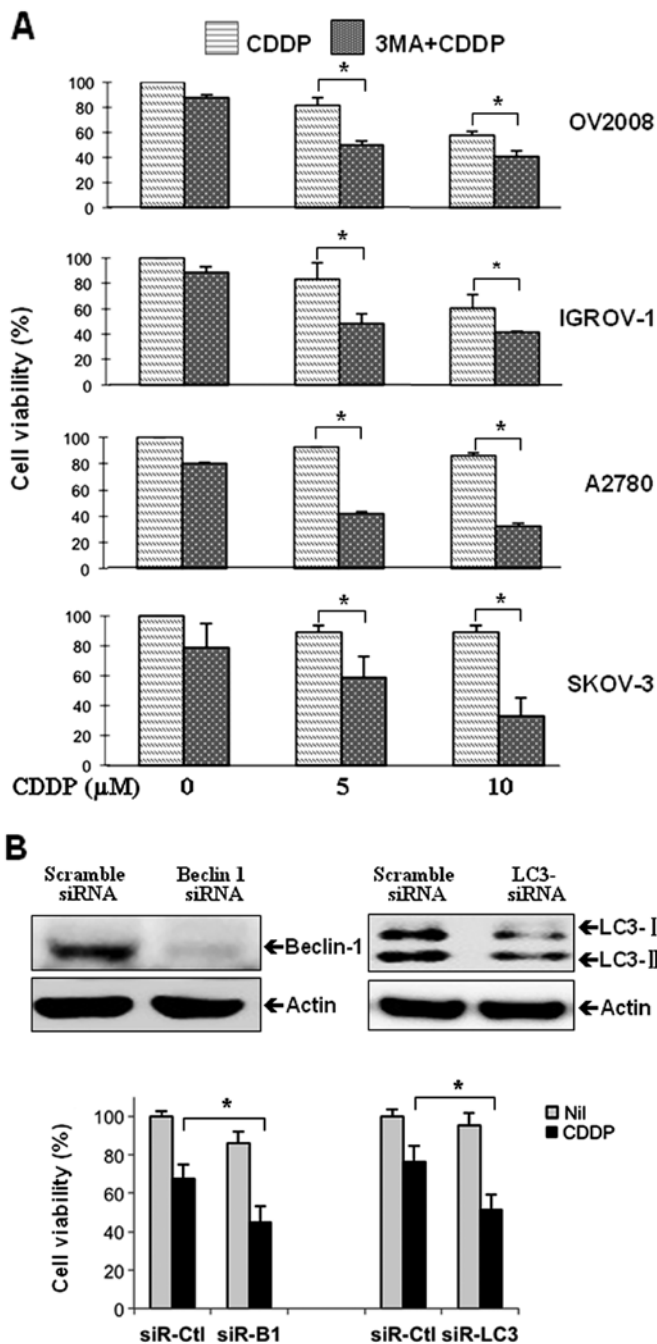 A
CDDP 3MA+CDDP
100
80
60
40
20
0
* *
OV2008
100
80
60
40
20
0
* *
IGROV-1
Cell viability (%)
100
80
60
40
20
0
* *
A2780
100
80
60
40
20
0
* *
SKOV-3
CDDP (µM) 0 5 10
B
Scramble siRNA
Beclin 1 siRNA
Scramble siRNA
LC3-siRNA
←Beclin-1
←Actin
←LC3-I
←LC3-II
←Actin
Cell viability (%)
100
80
60
40
20
0
* *
Nil
CDDP
siR-Ctl siR-B1 siR-Ctl siR-LC3